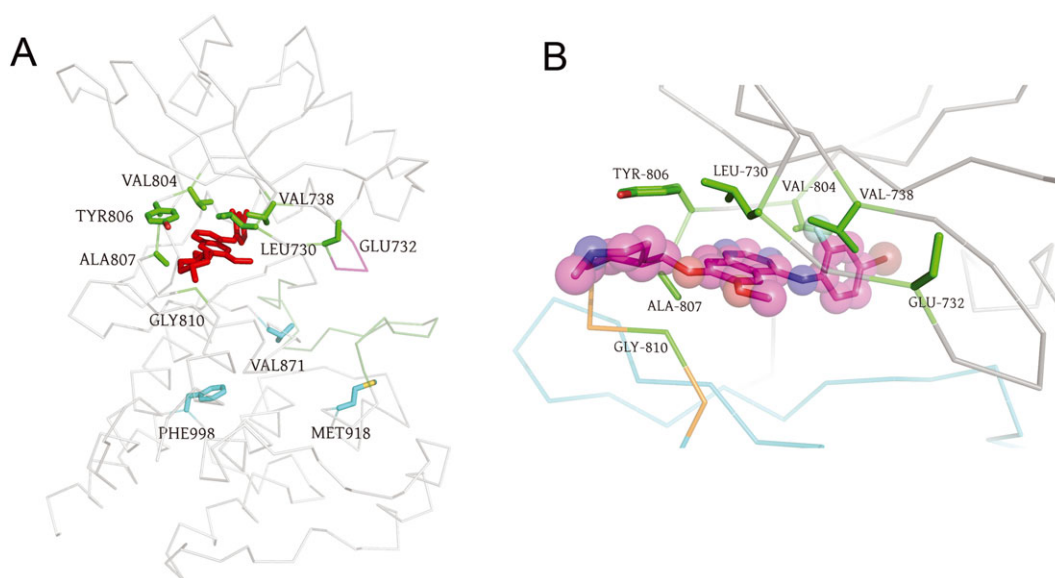 A
VAL804
VAL738
TYR806
LEU730
GLU732
ALA807
GLY810
VAL871
PHE998
MET918
B
TYR-806
LEU-730
VAL-804
VAL-738
ALA-807
GLU-732
GLY-810